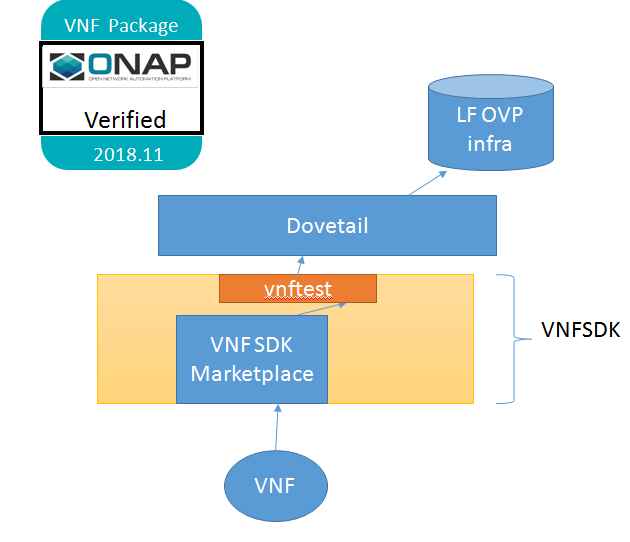 VNF Package
ONAP
OPEN NETWORK AUTOMATION PLATFORM
Verified
2018.11
LF OVP
infra
Dovetail
vnftest
VNF SDK
Marketplace
VNFSDK
VNF